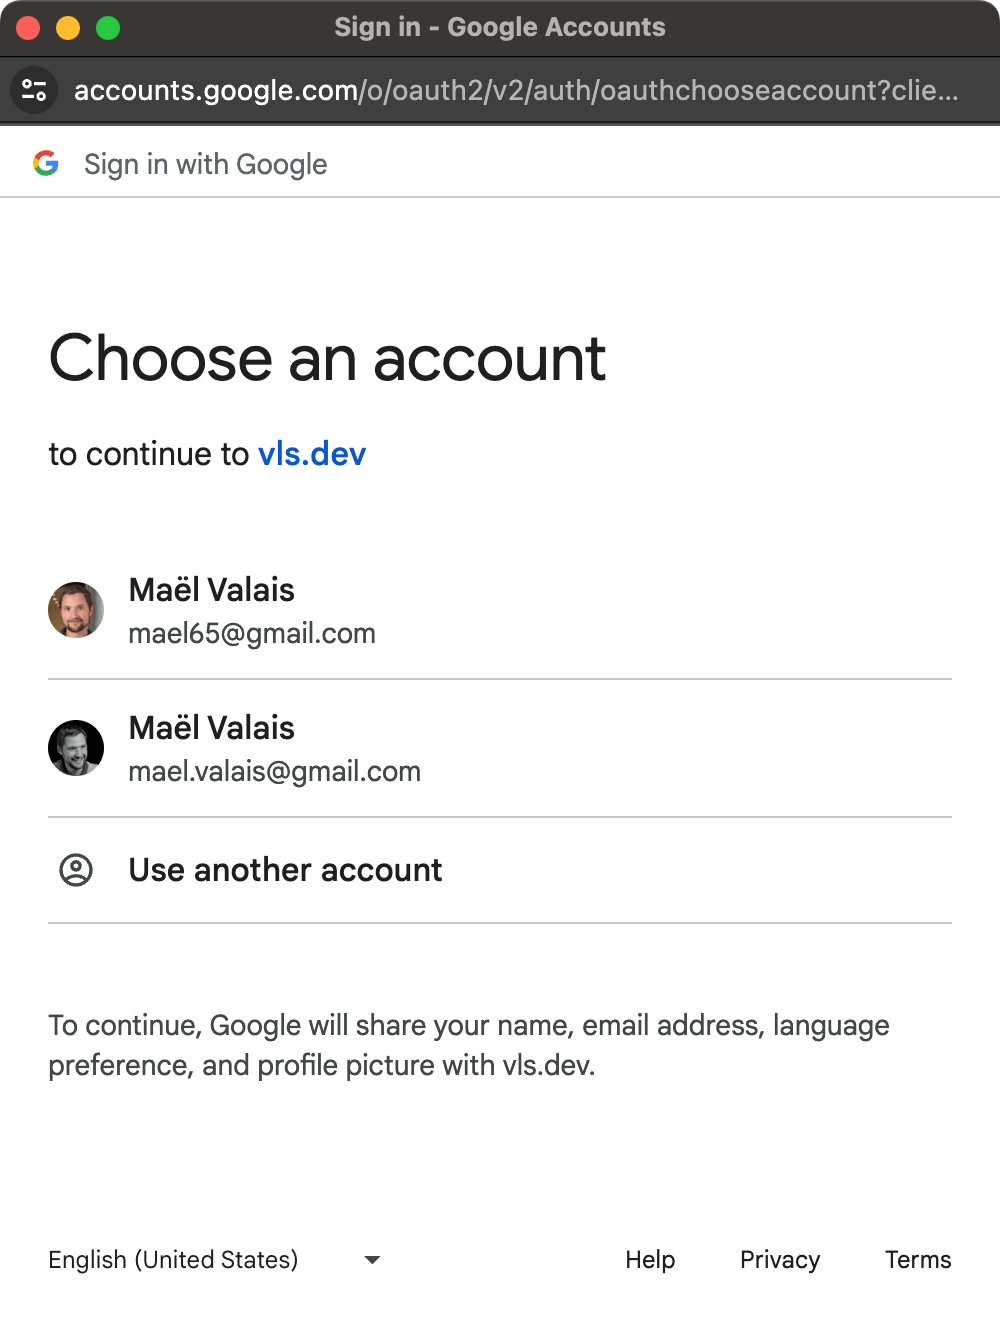 Sign in - Google Accounts
accounts.google.com/o/oauth2/v2/auth/oauthchooseaccount?clie...
Sign in with Google
Choose an account
to continue to vls.dev
Maël Valais
mael65@gmail.com
Maël Valais
mael.valais@gmail.com
Use another account
To continue, Google will share your name, email address, language
preference, and profile picture with vls.dev.
English (United States)
Help Privacy Terms